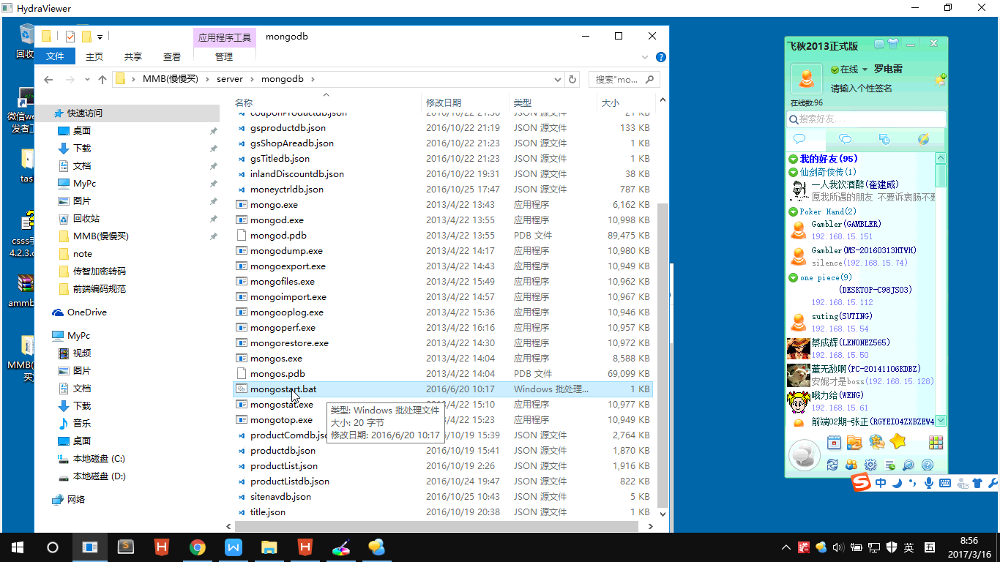 HydraViewer
应用程序工具
mongodb
文件
主页
共享
查看
管理
MMB(慢慢买)
server
mongodb
搜索"mo...
名称
修改日期
类型
大小
couponProductdb.json 2016/10/22 21:36 JSON 源文件 21 KB
gsproductdb.json 2016/10/22 21:19 JSON 源文件 133 KB
gsShopAreadb.json 2016/10/22 21:23 JSON 源文件 1 KB
gsTitledb.json 2016/10/22 21:23 JSON 源文件 1 KB
inlandDiscountdb.json 2016/10/22 19:31 JSON 源文件 38 KB
moneyctrldb.json 2016/10/25 17:47 JSON 源文件 787 KB
mongo.exe 2013/4/22 13:43 应用程序 6,162 KB
mongod.exe 2013/4/22 13:55 应用程序 10,998 KB
mongod.pdb 2013/4/22 13:55 PDB 文件 89,475 KB
mongodump.exe 2013/4/22 14:17 应用程序 10,980 KB
mongoexport.exe 2013/4/22 14:43 应用程序 10,949 KB
mongofiles.exe 2013/4/22 15:49 应用程序 10,962 KB
mongoimport.exe 2013/4/22 14:57 应用程序 10,967 KB
mongooplog.exe 2013/4/22 15:36 应用程序 10,946 KB
mongoperf.exe 2013/4/22 16:16 应用程序 10,957 KB
mongorestore.exe 2013/4/22 14:30 应用程序 10,972 KB
mongos.exe 2013/4/22 14:04 应用程序 8,588 KB
mongos.pdb 2013/4/22 14:04 PDB 文件 69,099 KB
mongostart.bat 2016/6/20 10:17 Windows 批处理... 1 KB
mongostat.exe 2013/4/22 15:10 应用程序 10,977 KB
mongotop.exe 2013/4/22 15:23 应用程序 10,949 KB
productComdb.js 2016/10/19 15:39 JSON 源文件 2,764 KB
productdb.json 2016/10/19 15:41 JSON 源文件 1,870 KB
productList.json 2016/10/19 2:26 JSON 源文件 1,916 KB
productListdb.json 2016/10/24 19:47 JSON 源文件 822 KB
sitenavdb.json 2016/10/25 10:43 JSON 源文件 5 KB
title.json 2016/10/19 20:38 JSON 源文件 1 KB
类型: Windows 批处理文件
大小: 20 字节
修改日期: 2016/6/20 10:17
快速访问
桌面
下载
文档
MyPc
图片
回收站
MMB(慢慢买)
note
传智加密转码
前端编码规范
OneDrive
MyPc
视频
图片
文档
下载
音乐
桌面
本地磁盘 (C:)
本地磁盘 (D:)
网络
回收
微信we
发者工
tas
csss手
4.2.3.c
ammb
MMB(
买
飞秋2013正式版
在线
罗电雷
请输入个性签名
在线数:96
搜索好友...
我的好友(95)
仙剑奇侠传(1)
一人我饮酒醉(崔建威)
愿我所遇的朋友 不要诉衷肠不要
Poker Hand(2)
Gambler(GAMBLER)
192.168.15.151
Gambler(MS-20160313HTWH)
silence(192.168.15.74)
one piece(9)
(DESKTOP-C98JSO3)
192.168.15.112
suting(SUTING)
192.168.15.54
蔡成辉(LENONEZ565)
192.168.15.50
董无敌啊(PC-20141106KDBZ)
安妮才是boss(192.168.15.128)
哦力给(WENG)
192.168.15.61
前端02期-张正(RGYEIO4ZXBZEW4
中
英
五
8:56
2017/3/16